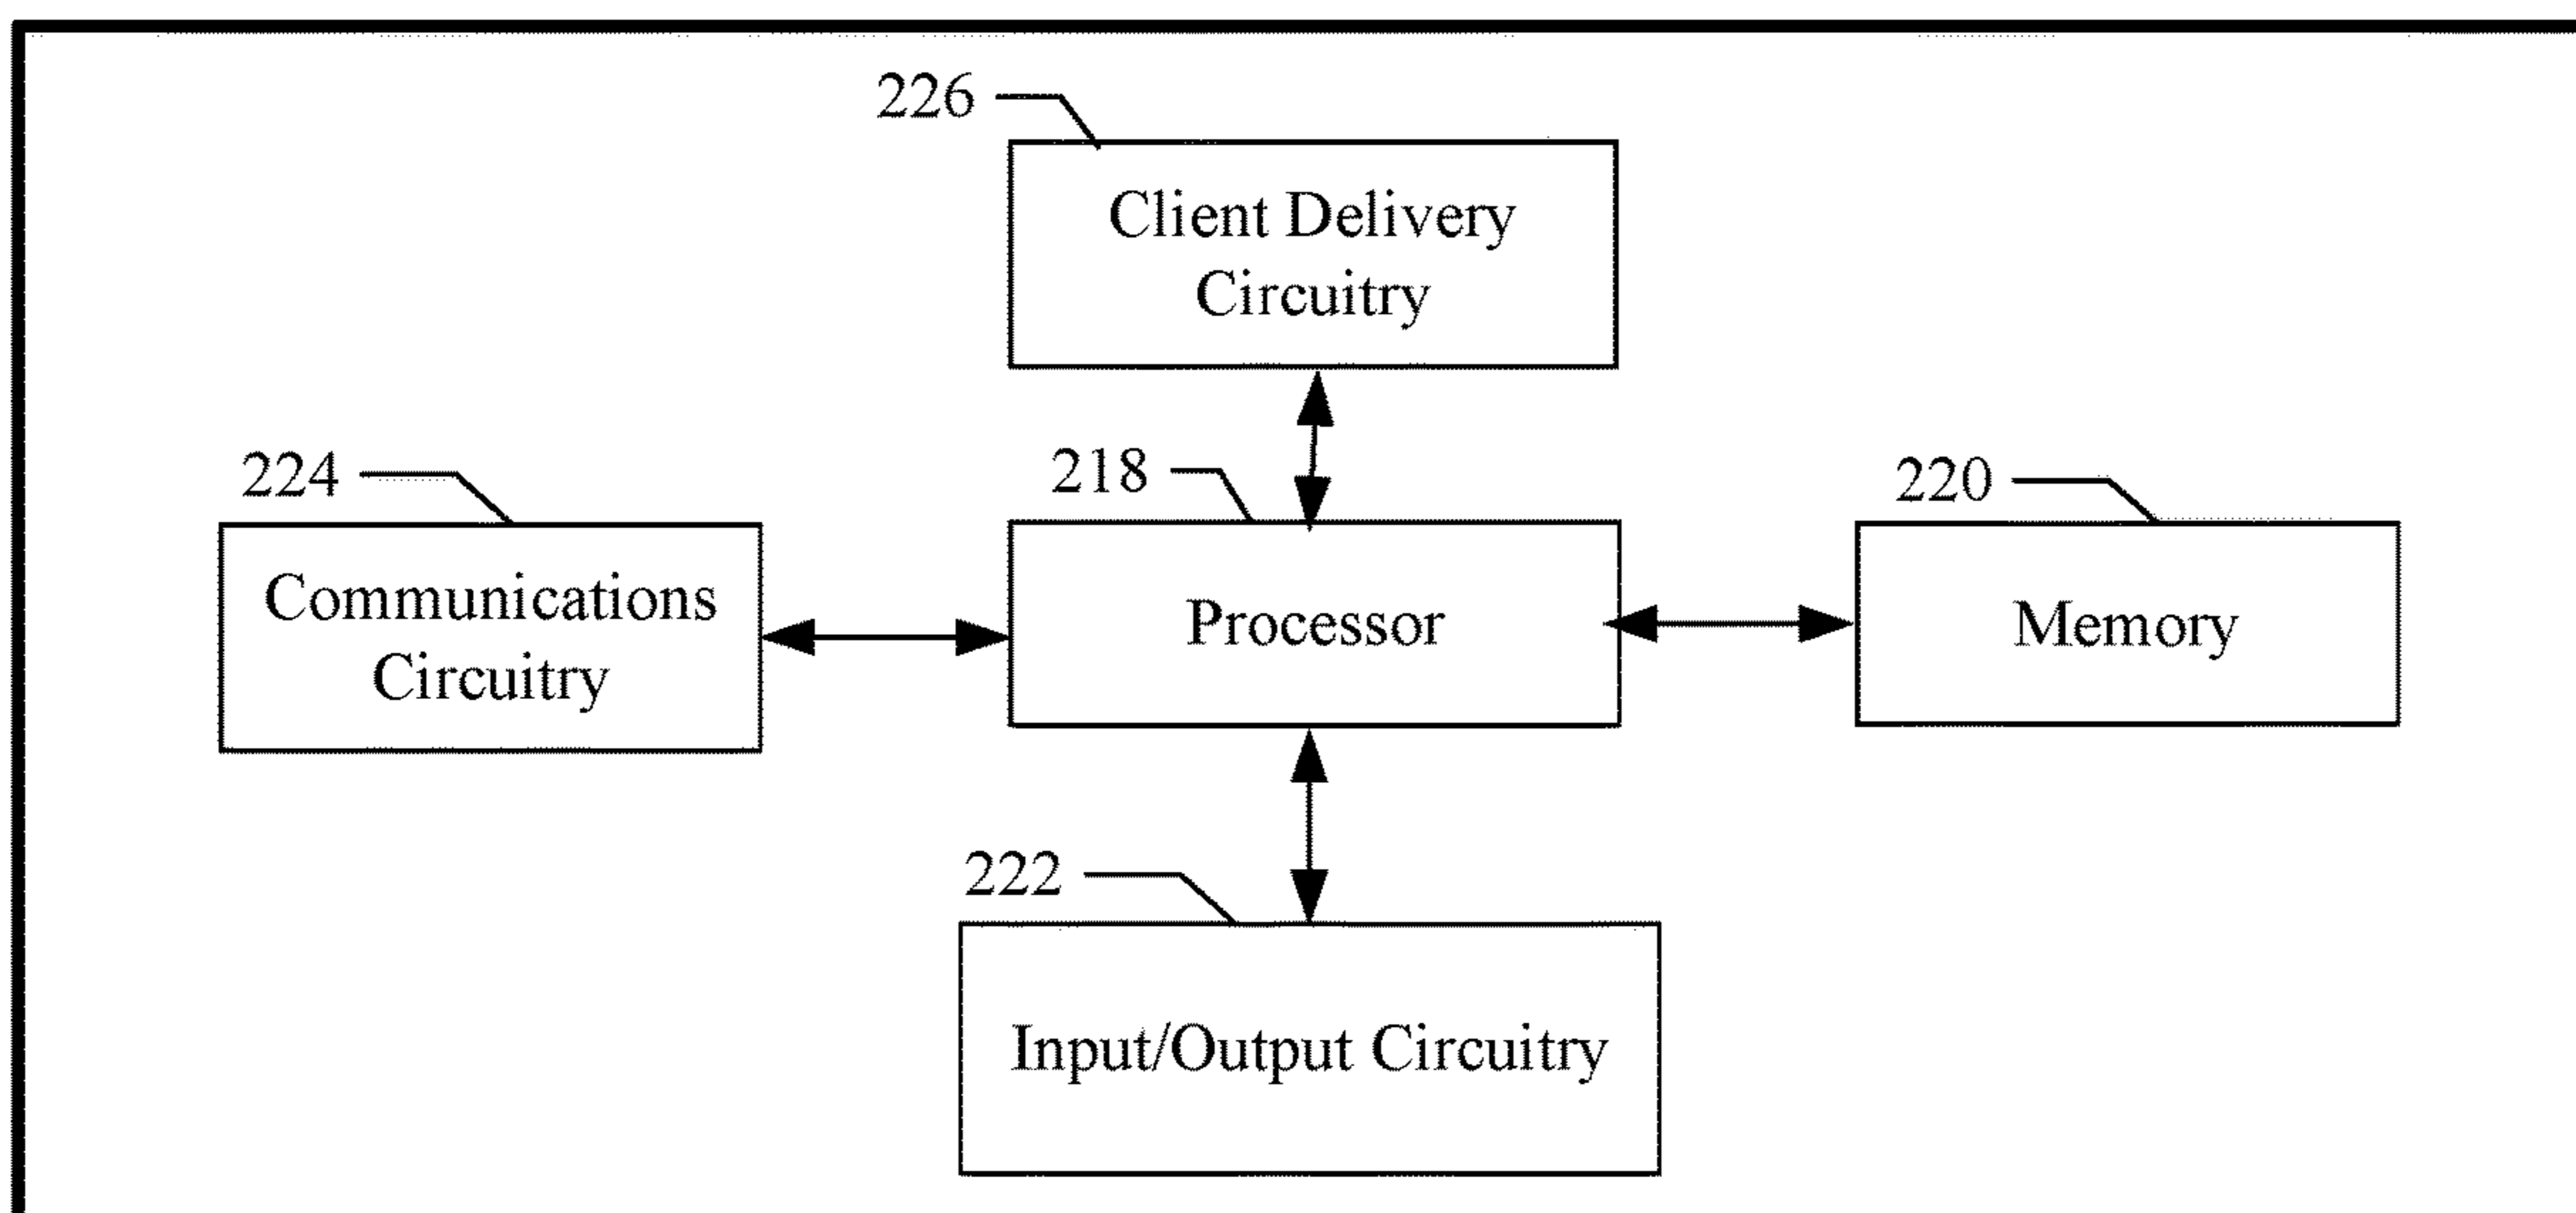 226
Client Delivery
Circuitry
224
218
220
Communications
Circuitry
Processor
Memory
222
Input/Output Circuitry